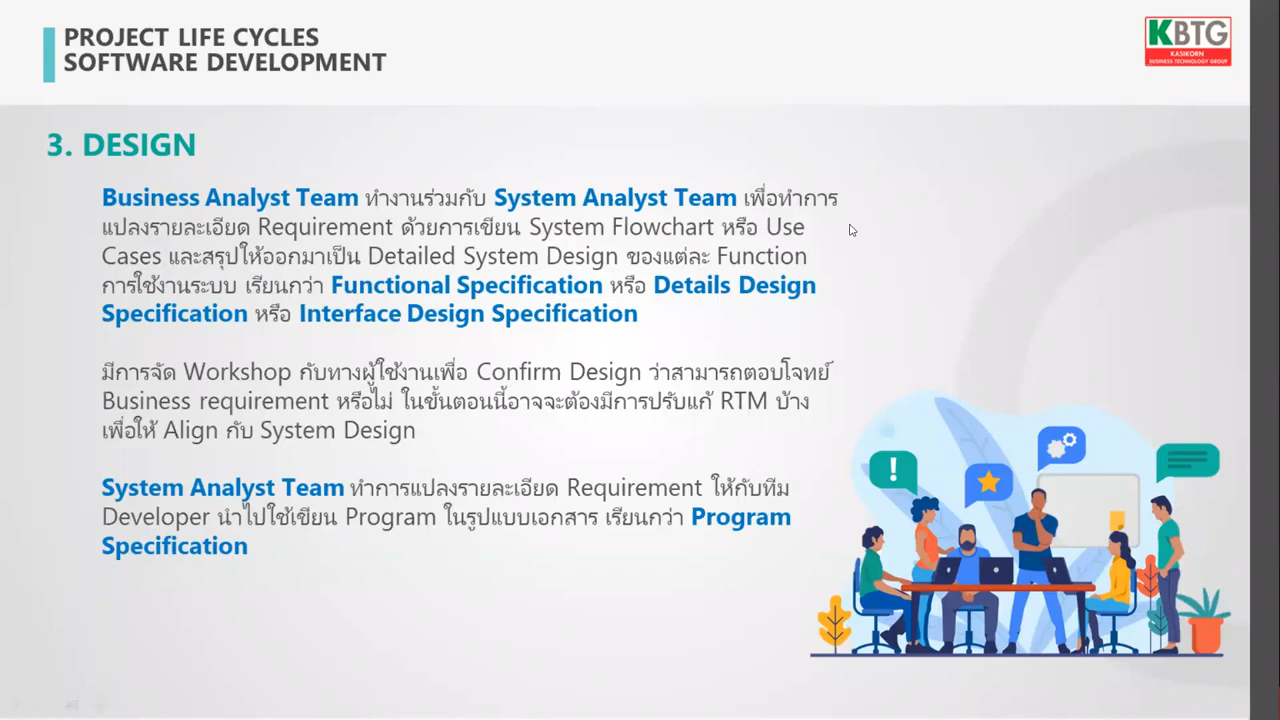 PROJECT LIFE CYCLES
SOFTWARE DEVELOPMENT
KBTG
KASIKORN
BUSINESS-TECHNOLOGY GROUP
3. DESIGN
Business Analyst Team ทำงานร่วมกับ System Analyst Team เพื่อทำการ
แปลงรายละเอียด Requirement ด้วยการเขียน System Flowchart หรือ Use
Cases และสรุปให้ออกมาเป็น Detailed System Design ของแต่ละ Function
การใช้งานระบบ เรียนกว่า Functional Specification หรือ Details Design
Specification หรือ Interface Design Specification
มีการจัด Workshop กับทางผู้ใช้งานเพื่อ Confirm Design ว่าสามารถตอบโจทย์
Business requirement หรือไม่ ในขั้นตอนนี้อาจจะต้องมีการปรับแก้ RTM บ้าง
เพื่อให้ Align กับ System Design
System Analyst Team ทำการแปลงรายละเอียด Requirement ให้กับทีม
Developer นำไปใช้เขียน Program ในรูปแบบเอกสาร เรียนกว่า Program
Specification